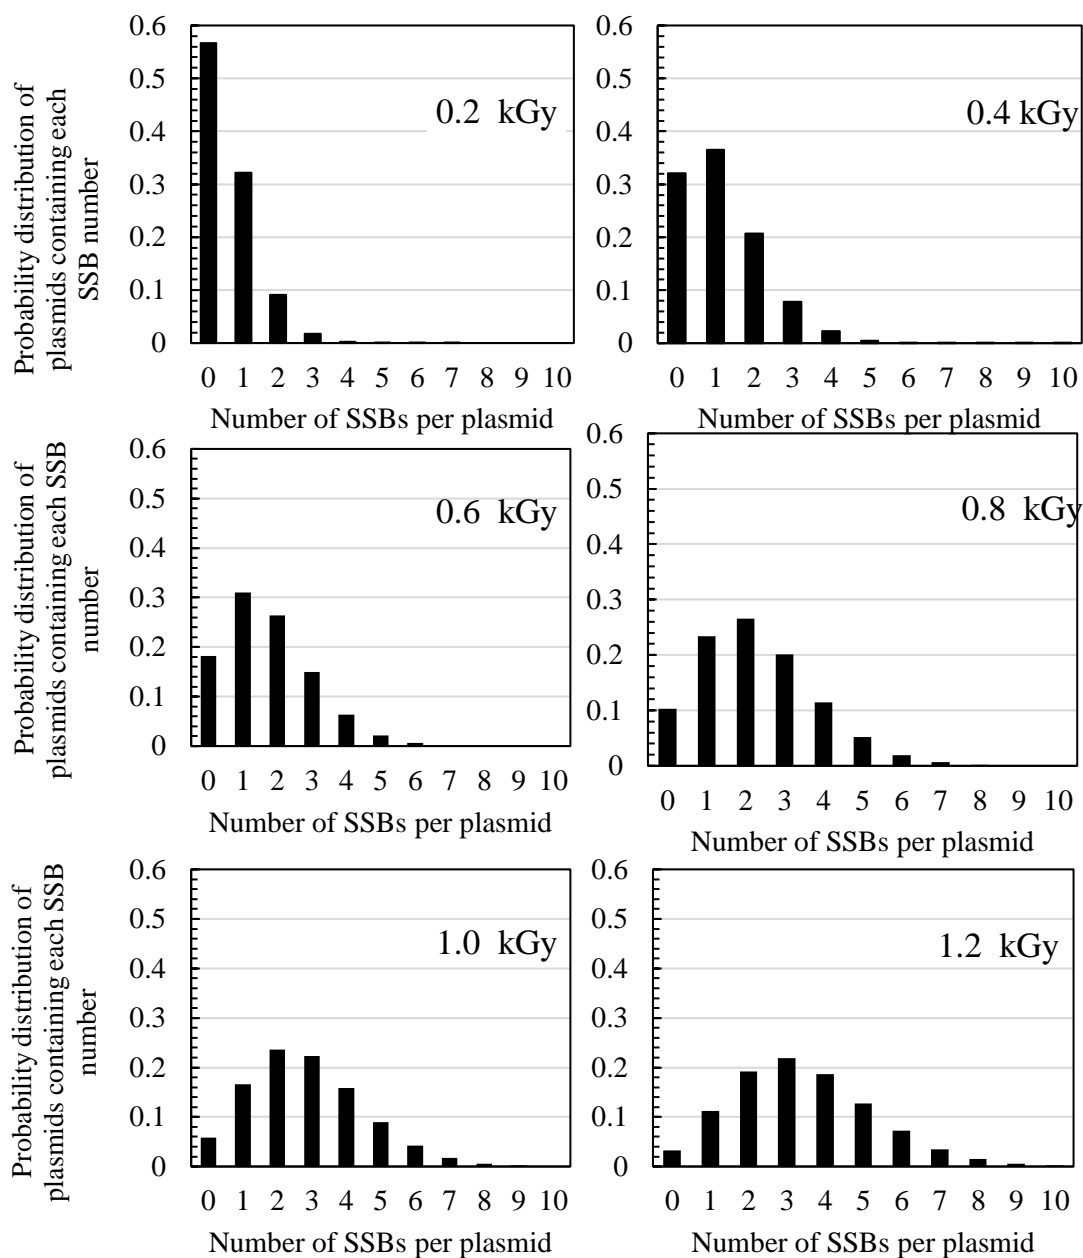 Probability distribution of
plasmids containing each
SSB number
0.6
0.5
0.4
0.3
0.2
0.1
0
0.2 kGy
0 1 2 3 4 5 6 7 8 9 10
Number of SSBs per plasmid
0.6
0.5
0.4
0.3
0.2
0.1
0
0.4 kGy
0 1 2 3 4 5 6 7 8 9 10
Number of SSBs per plasmid
Probability distribution of
plasmids containing each SSB
number
0.6
0.5
0.4
0.3
0.2
0.1
0
0.6 kGy
0 1 2 3 4 5 6 7 8 9 10
Number of SSBs per plasmid
0.6
0.5
0.4
0.3
0.2
0.1
0
0.8 kGy
0 1 2 3 4 5 6 7 8 9 10
Number of SSBs per plasmid
Probability distribution of
plasmids containing each SSB
number
0.6
0.5
0.4
0.3
0.2
0.1
0
1.0 kGy
0 1 2 3 4 5 6 7 8 9 10
Number of SSBs per plasmid
0.6
0.5
0.4
0.3
0.2
0.1
0
1.2 kGy
0 1 2 3 4 5 6 7 8 9 10
Number of SSBs per plasmid